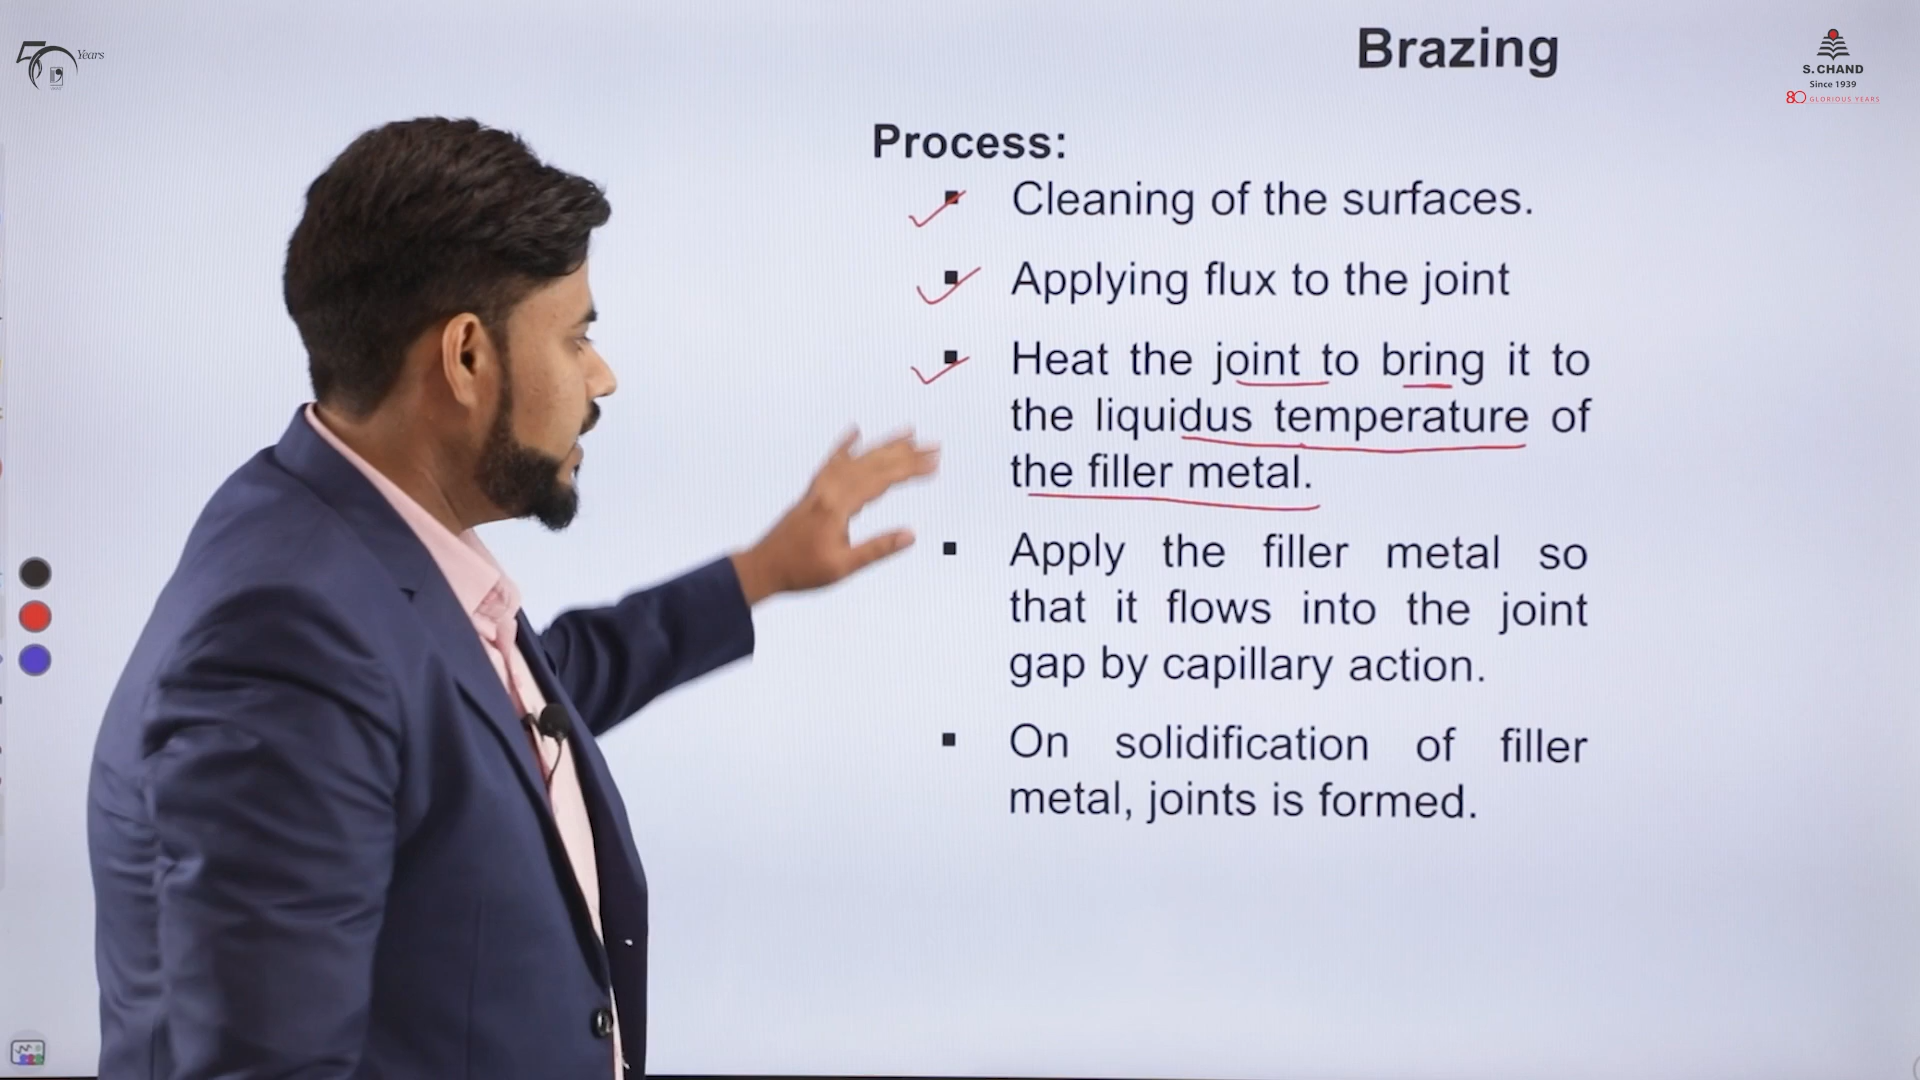 50 Years
Brazing
S. CHAND
Since 1939
80 GLORIOUS YEARS
Process:
▪ Cleaning of the surfaces.
▪ Applying flux to the joint
▪ Heat the joint to bring it to
the liquidus temperature of
the filler metal.
▪ Apply the filler metal so
that it flows into the joint
gap by capillary action.
▪ On solidification of filler
metal, joints is formed.